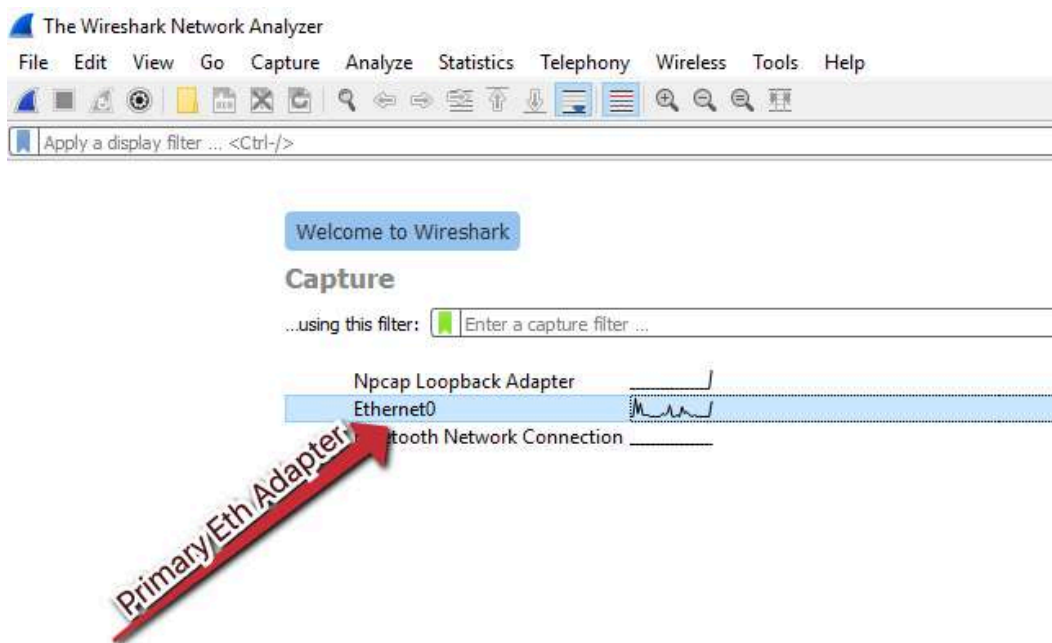 The Wireshark Network Analyzer
File Edit View Go Capture Analyze Statistics Telephony Wireless Tools Help
Apply a display filter ... <Ctrl-/>
Welcome to Wireshark
Capture
...using this filter: Enter a capture filter ...
Npcap Loopback Adapter
Ethernet0
tooth Network Connection
Primary Eth Adapter